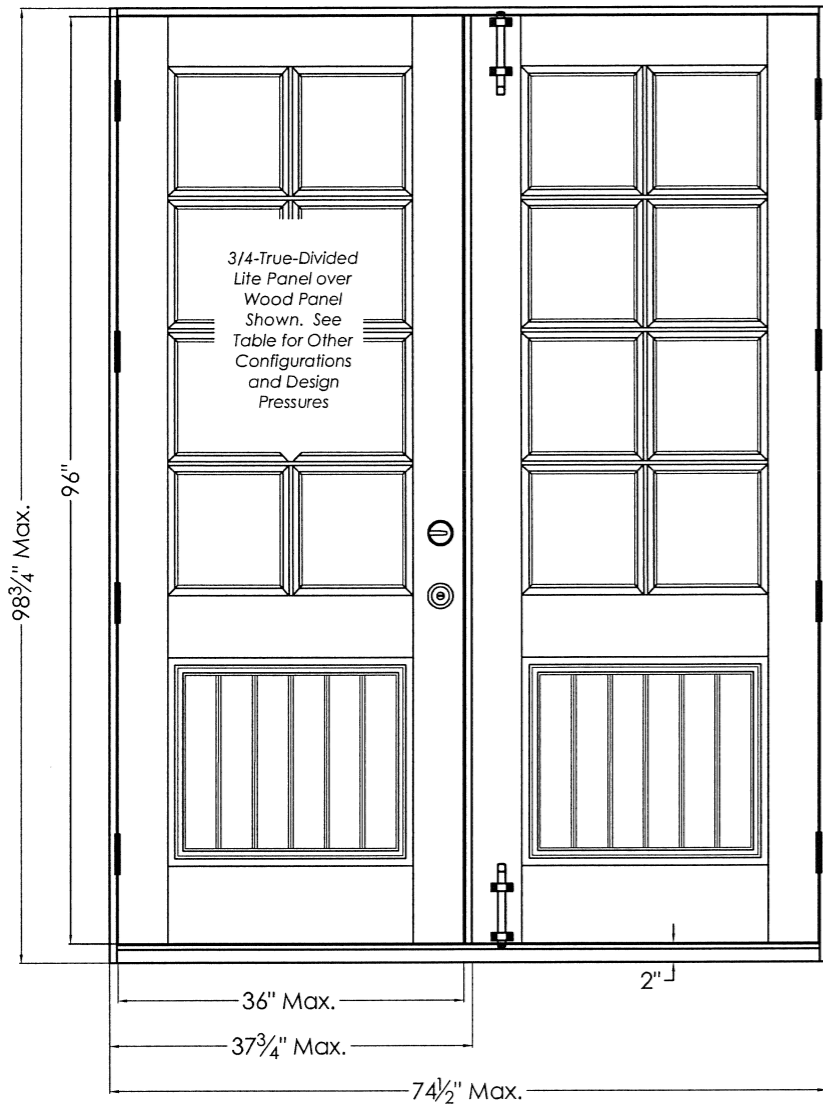 3/4-True-Divided
Lite Panel over
Wood Panel
Shown. See
Table for Other
Configurations
and Design
Pressures
96"
98¾" Max.
2"
36" Max.
37¾" Max.
74½" Max.